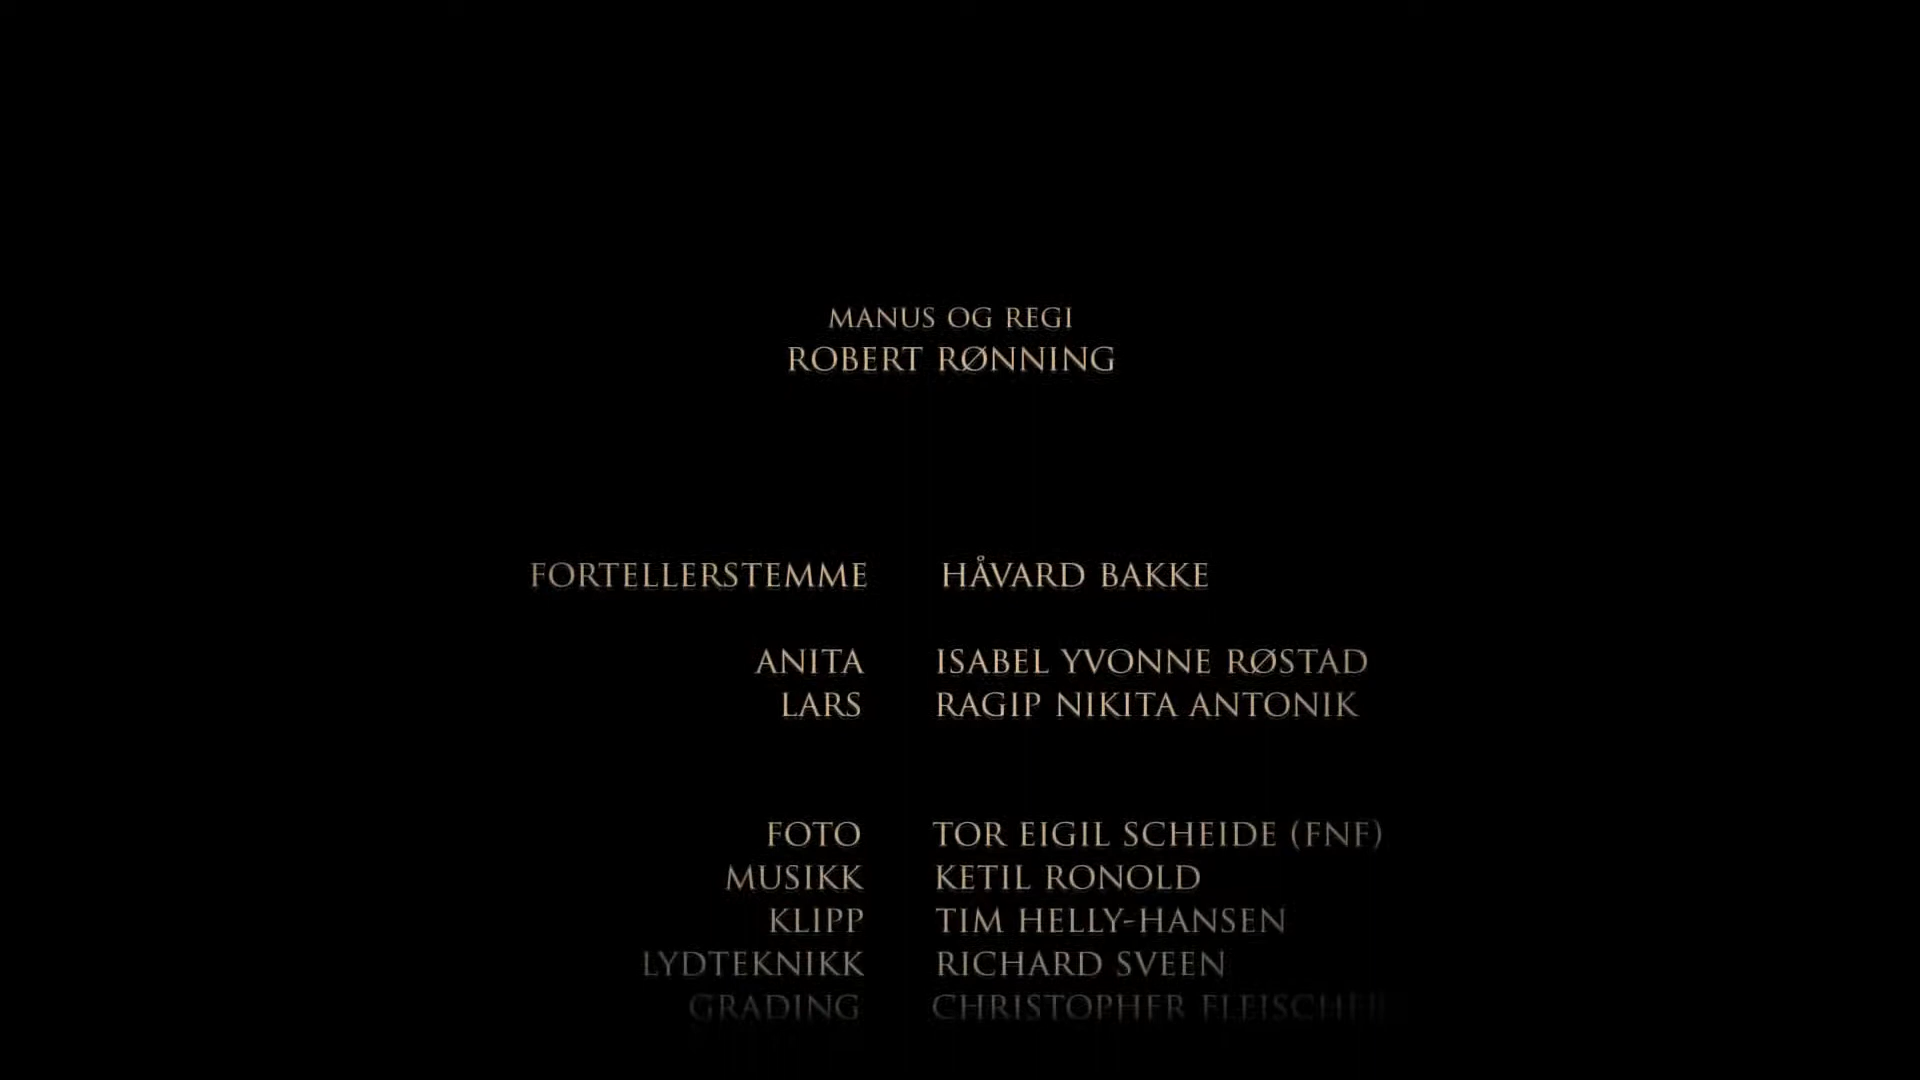 MANUS OG REGI
ROBERT RØNNING
FORTELLERSTEMME HÅVARD BAKKE
ANITA ISABEL YVONNE RØSTAD
LARS RAGIP NIKITA ANTONIK
FOTO TOR EIGIL SCHEIDE (FNF)
MUSIKK KETIL RONOLD
KLIPP TIM HELLY-HANSEN
LYDTEKNIKK RICHARD SVEEN
GRADING CHRISTOPHER